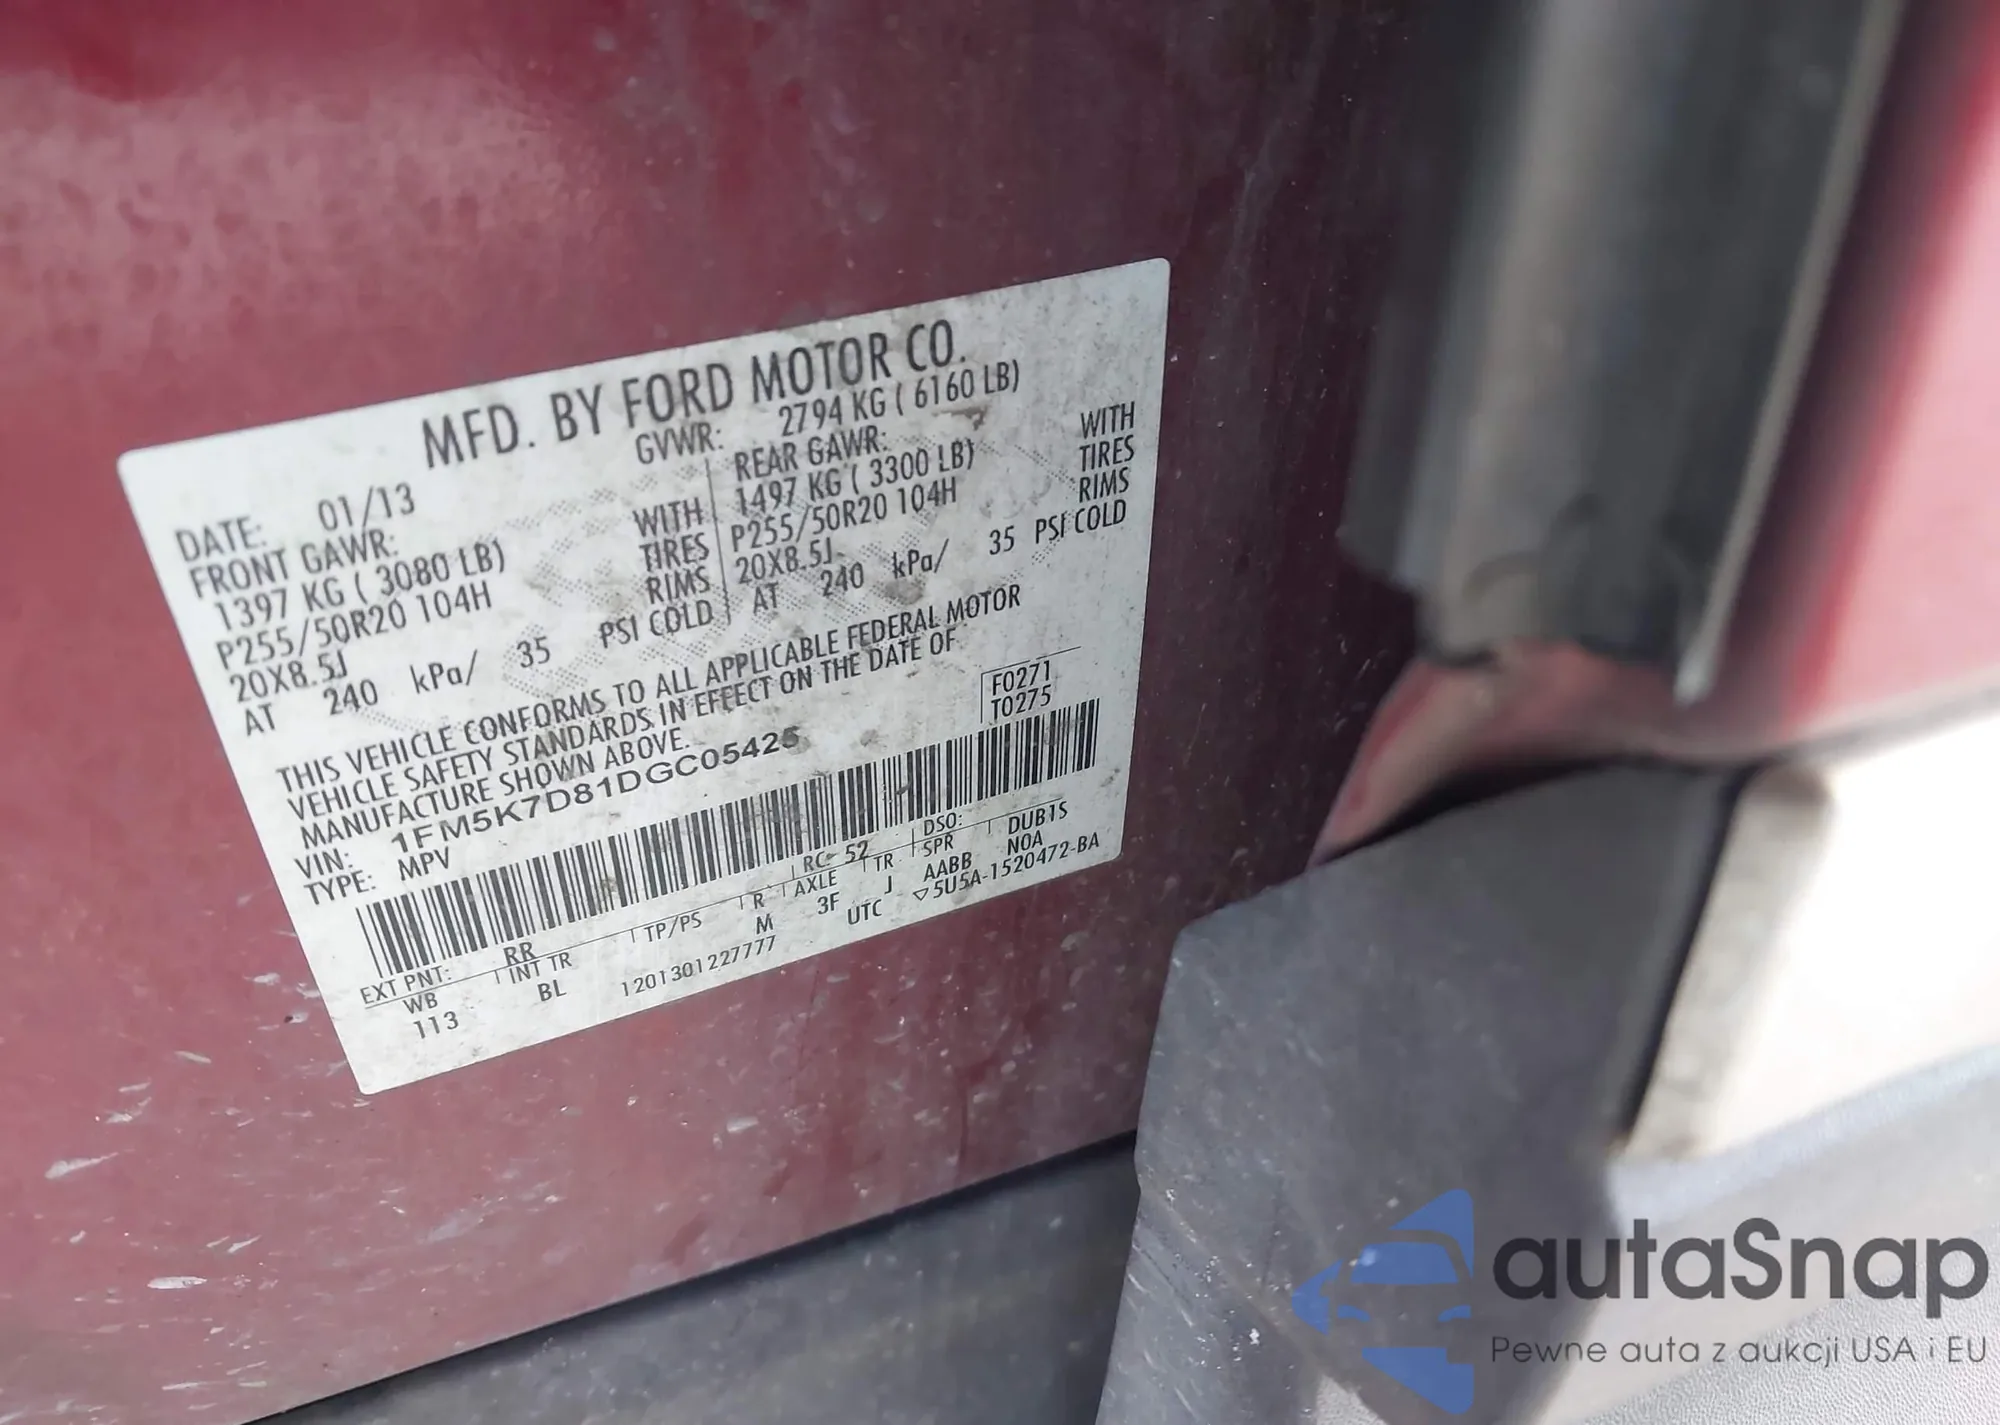 MFD. BY FORD MOTOR CO.
DATE: 01/13 GVWR: 2794 KG ( 6160 LB)
FRONT GAWR: WITH REAR GAWR: WITH
1397 KG ( 3080 LB) TIRES 1497 KG ( 3300 LB) TIRES
P255/50R20 104H RIMS P255/50R20 104H RIMS
20X8.5J 20X8.5J
AT 240 kPa/ 35 PSI COLD AT 240 kPa/ 35 PSI COLD
THIS VEHICLE CONFORMS TO ALL APPLICABLE FEDERAL MOTOR
VEHICLE SAFETY STANDARDS IN EFFECT ON THE DATE OF
MANUFACTURE SHOWN ABOVE.
F0271
T0275
VIN: 1FM5K7D81DGC05425
TYPE: MPV
EXT PNT: RR RC: 52 DSO:
WB INT TR TP/PS R AXLE TR SPR DUB1S
113 BL M 3F J AABB NOA
1201301227777 UTC ▽5U5A-1520472-BA
autaSnap
Pewne auta z aukcji USA i EU